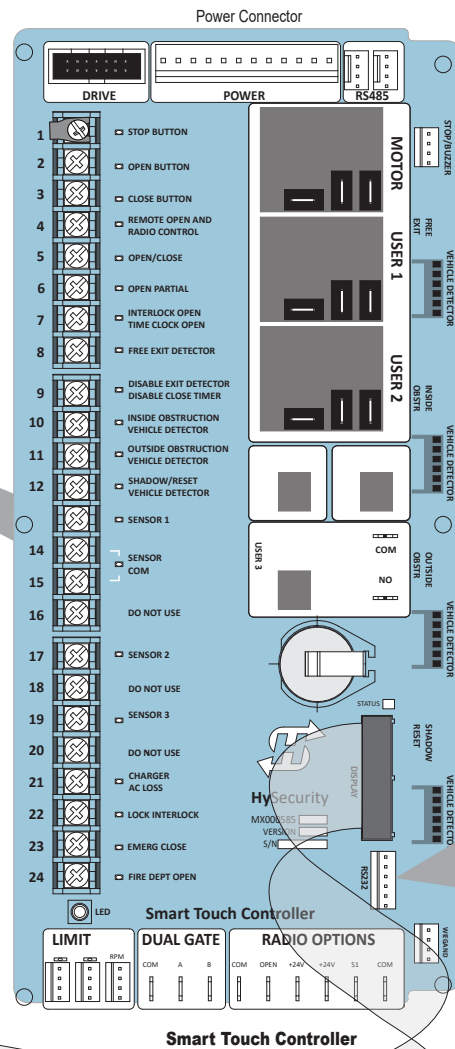 Power Connector
DRIVE
POWER
RS485
1 STOP BUTTON
2 OPEN BUTTON
3 CLOSE BUTTON
4 REMOTE OPEN AND
RADIO CONTROL
5 OPEN/CLOSE
6 OPEN PARTIAL
7 INTERLOCK OPEN
TIME CLOCK OPEN
8 FREE EXIT DETECTOR
9 DISABLE EXIT DETECTOR
DISABLE CLOSE TIMER
10 INSIDE OBSTRUCTION
VEHICLE DETECTOR
11 OUTSIDE OBSTRUCTION
VEHICLE DETECTOR
12 SHADOW/RESET
VEHICLE DETECTOR
13 SENSOR 1
14 SENSOR
15 COM
16 DO NOT USE
17 SENSOR 2
18 DO NOT USE
19 SENSOR 3
20 DO NOT USE
21 CHARGER
AC LOSS
22 LOCK INTERLOCK
23 EMERG CLOSE
24 FIRE DEPT OPEN
LED
MOTOR
USER 1
USER 2
USER 3
COM
NO
STOP/BUZZER
FREE
EXIT
VEHICLE DETECTOR
INSIDE
OBSTR
VEHICLE DETECTOR
OUTSIDE
OBSTR
VEHICLE DETECTOR
SHADOW
RESET
VEHICLE DETECTO
STATUS
DISPLAY
HySecurity
MX000585
VERSION
S/N
RS232
WIEGAND
Smart Touch Controller
LIMIT
RPM
DUAL GATE
COM A B
RADIO OPTIONS
COM OPEN +24V +24V S1 COM
Smart Touch Controller